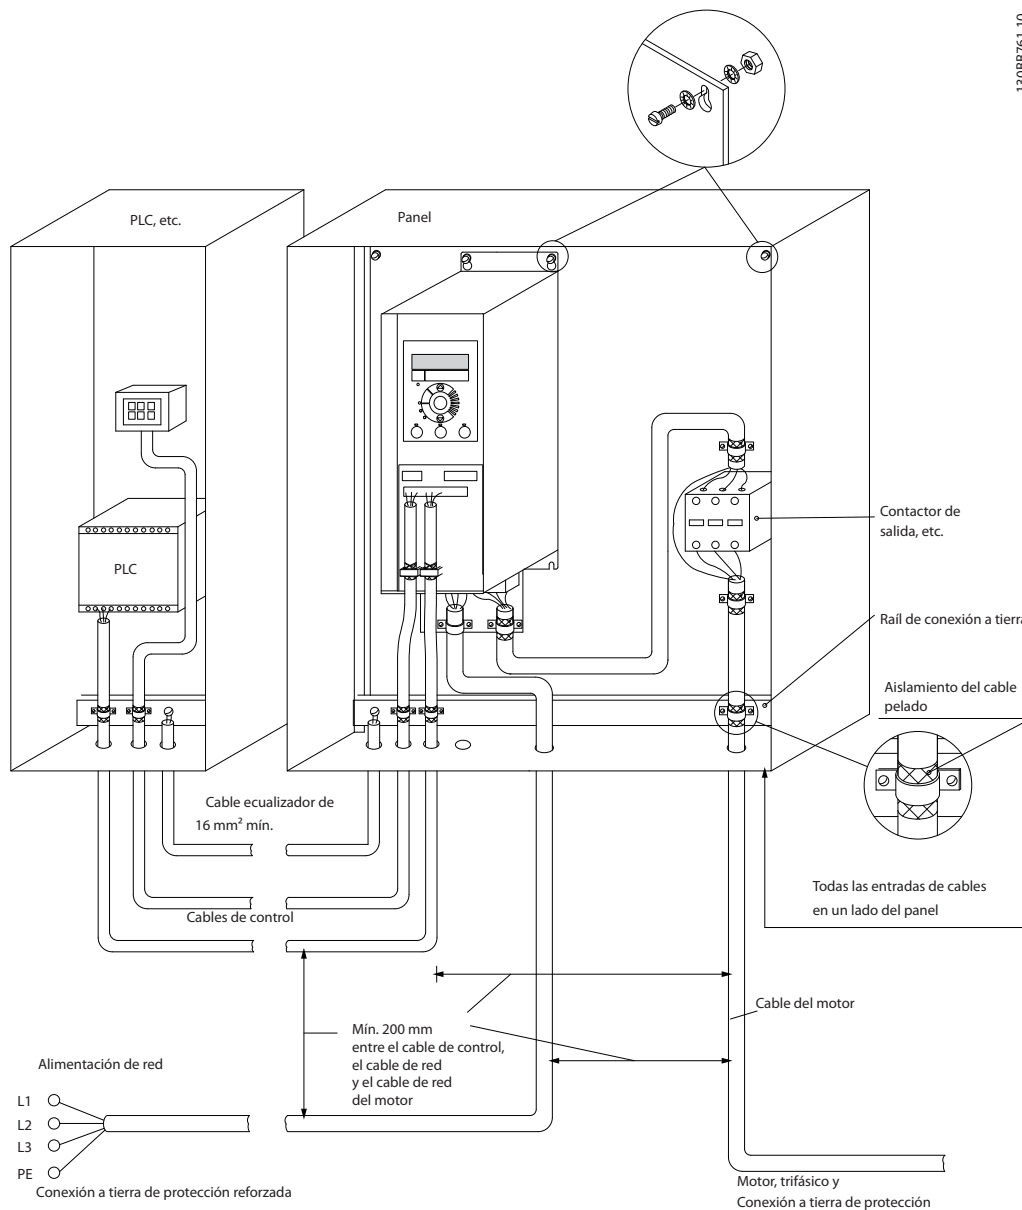 130BB761.10
PLC, etc.
Panel
PLC
Contactor de
salida, etc.
Raíl de conexión a tierra
Aislamiento del cable
pelado
Cable ecualizador de
16 mm² mín.
Todas las entradas de cables
en un lado del panel
Cables de control
Cable del motor
Mín. 200 mm
entre el cable de control,
el cable de red
y el cable de red
del motor
Alimentación de red
L1
L2
L3
PE
Conexión a tierra de protección reforzada
Motor, trifásico y
Conexión a tierra de protección